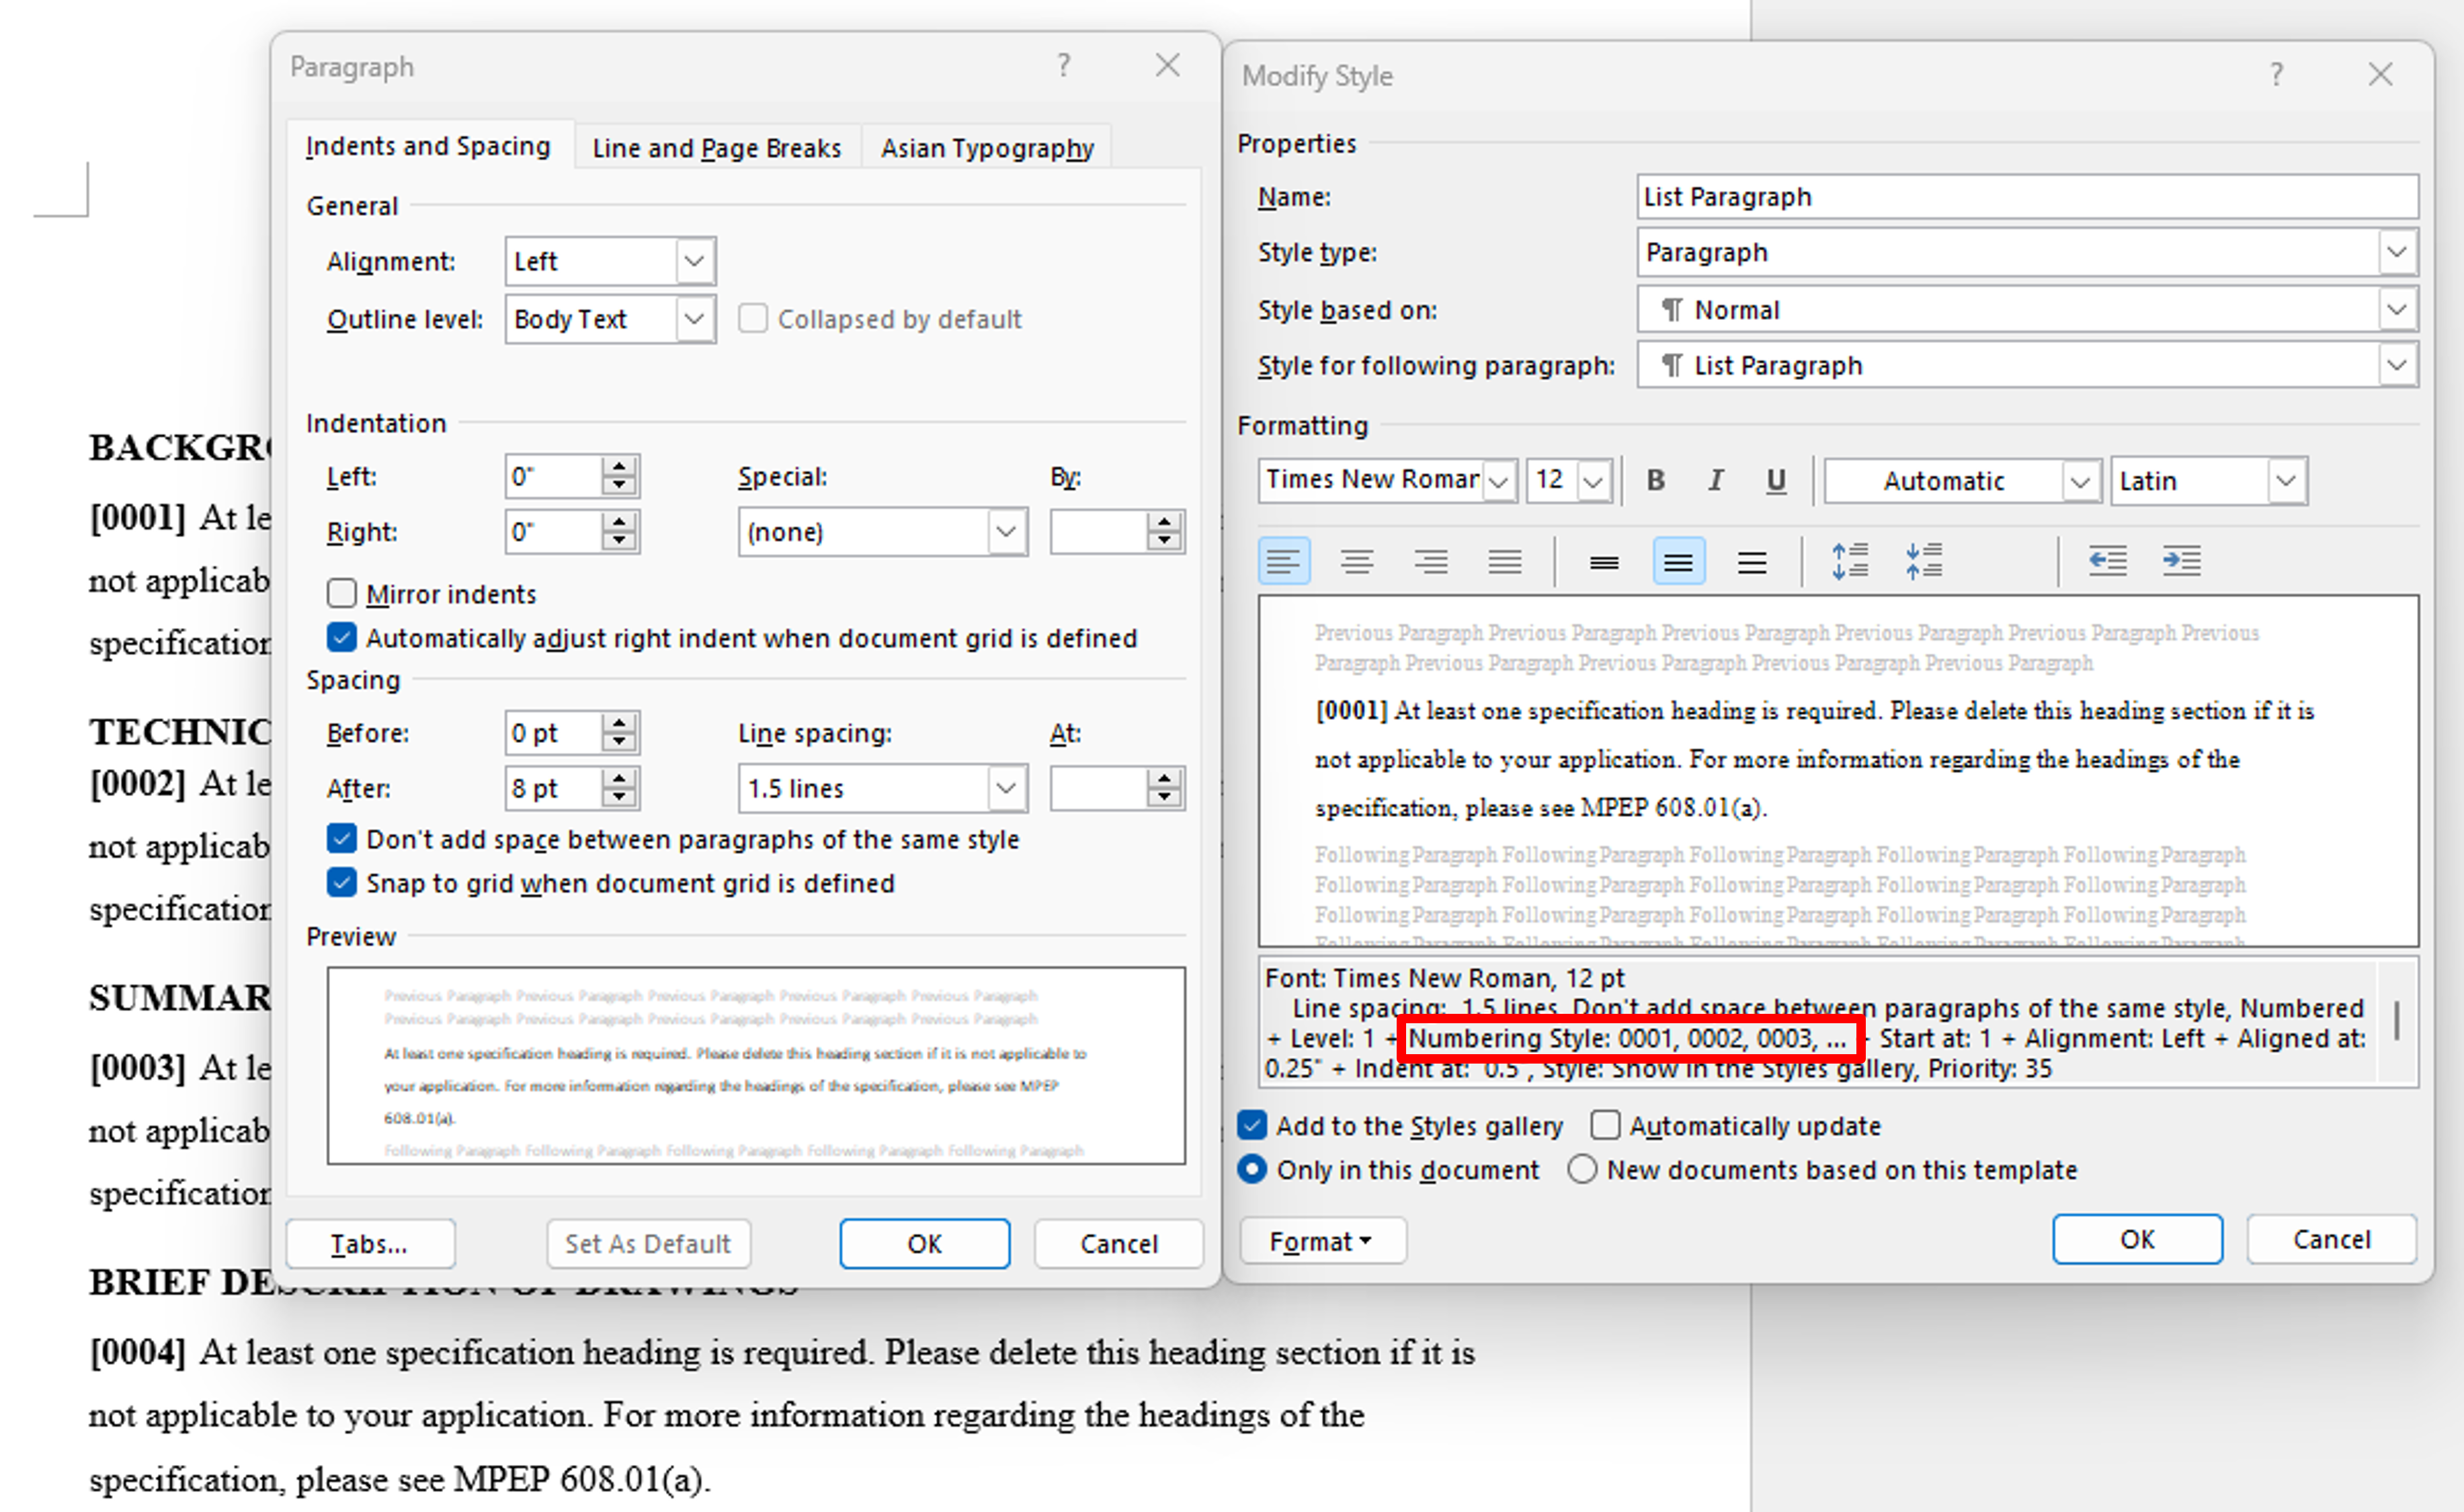 Paragraph ?
Indents and Spacing Line and Page Breaks Asian Typography
General
Alignment: Left
Outline level: Body Text Collapsed by default
Indentation
Left: 0" Special: By:
Right: 0" (none)
Mirror indents
Automatically adjust right indent when document grid is defined
Spacing
Before: 0 pt Line spacing: At:
After: 8 pt 1.5 lines
Don't add space between paragraphs of the same style
Snap to grid when document grid is defined
Preview
Previous Paragraph Previous Paragraph Previous Paragraph Previous Paragraph Previous Paragraph
Previous Paragraph Previous Paragraph Previous Paragraph Previous Paragraph Previous Paragraph
At least one specification heading is required. Please delete this heading section if it is not applicable to
your application. For more information regarding the headings of the specification, please see MPEP
608.01(a).
Following Paragraph Following Paragraph Following Paragraph Following Paragraph Following Paragraph
Tabs... Set As Default OK Cancel
Modify Style ?
Properties
Name: List Paragraph
Style type: Paragraph
Style based on: ¶ Normal
Style for following paragraph: ¶ List Paragraph
Formatting
Times New Roman 12 B I U Automatic Latin
Previous Paragraph Previous Paragraph Previous Paragraph Previous Paragraph Previous Paragraph Previous
Paragraph Previous Paragraph Previous Paragraph Previous Paragraph Previous Paragraph
[0001] At least one specification heading is required. Please delete this heading section if it is
not applicable to your application. For more information regarding the headings of the
specification, please see MPEP 608.01(a).
Following Paragraph Following Paragraph Following Paragraph Following Paragraph Following Paragraph
Following Paragraph Following Paragraph Following Paragraph Following Paragraph Following Paragraph
Following Paragraph Following Paragraph Following Paragraph Following Paragraph Following Paragraph
Following Paragraph Following Paragraph Following Paragraph Following Paragraph Following Paragraph
Font: Times New Roman, 12 pt
Line spacing: 1.5 lines, Don't add space between paragraphs of the same style, Numbered
+ Level: 1 + Numbering Style: 0001, 0002, 0003, ... + Start at: 1 + Alignment: Left + Aligned at:
0.25" + Indent at: 0.5", Style: Show in the Styles gallery, Priority: 35
Add to the Styles gallery Automatically update
Only in this document New documents based on this template
Format OK Cancel
BACKGRO
[0001] At le
not applicab
specification
TECHNIC
[0002] At le
not applicab
specification
SUMMAR
[0003] At le
not applicab
specification
BRIEF DESCRIPTION OF DRAWINGS
[0004] At least one specification heading is required. Please delete this heading section if it is
not applicable to your application. For more information regarding the headings of the
specification, please see MPEP 608.01(a).